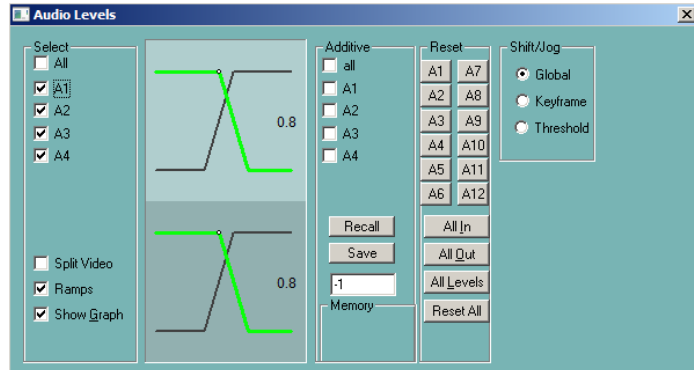 Audio Levels
Select
All
A1
A2
A3
A4
Split Video
Ramps
Show Graph
0.8
0.8
Additive
all
A1
A2
A3
A4
Recall
Save
-1
Memory
Reset
A1 A7
A2 A8
A3 A9
A4 A10
A5 A11
A6 A12
All In
All Out
All Levels
Reset All
Shift/Jog
Global
Keyframe
Threshold